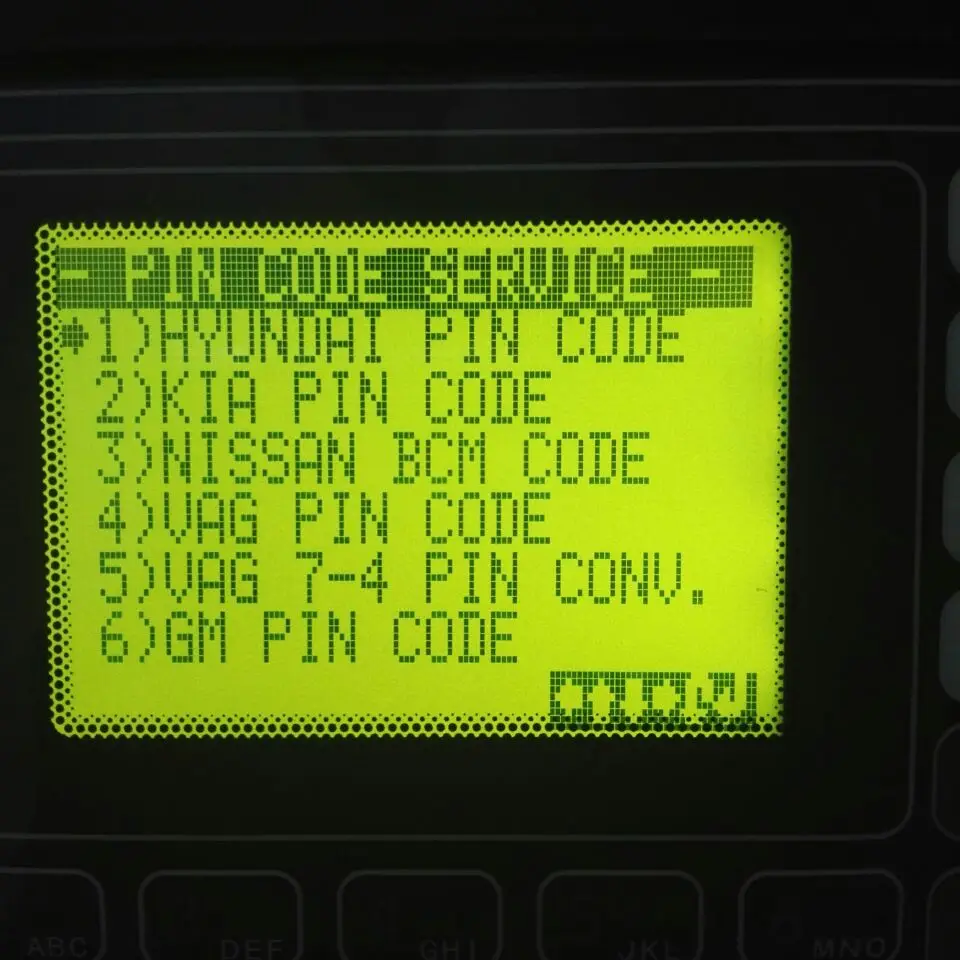 - PIN CODE SERVICE -
1)HYUNDAI PIN CODE
2)KIA PIN CODE
3)NISSAN BCM CODE
4)VAG PIN CODE
5)VAG 7-4 PIN CONV.
6)GM PIN CODE
ABC DEF GHI JKL MNO